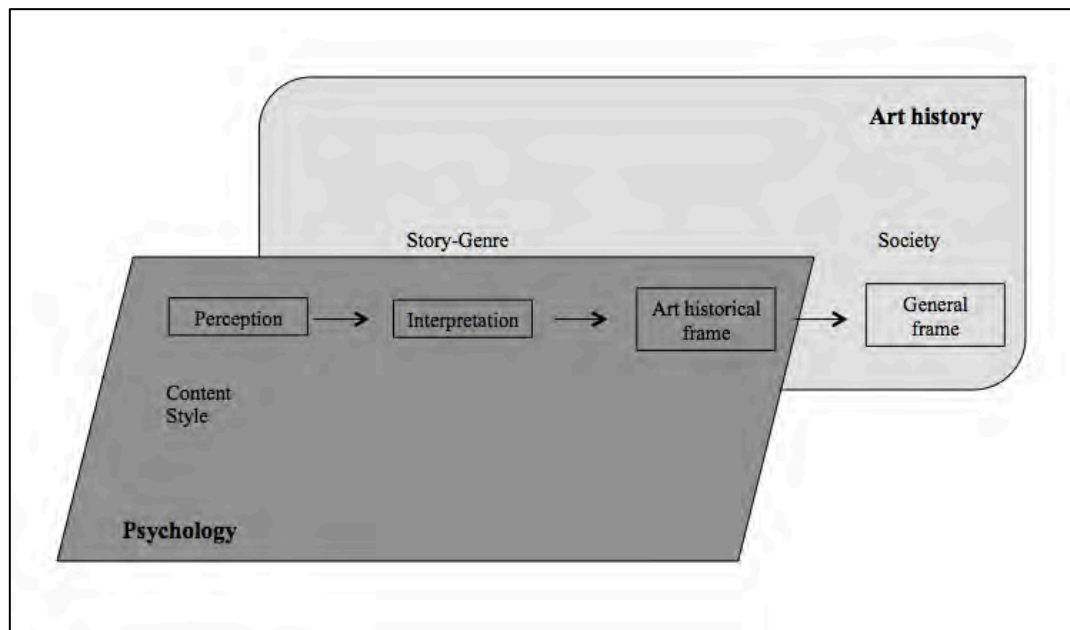 Art history
Story-Genre
Society
Perception
Interpretation
Art historical
frame
General
frame
Content
Style
Psychology